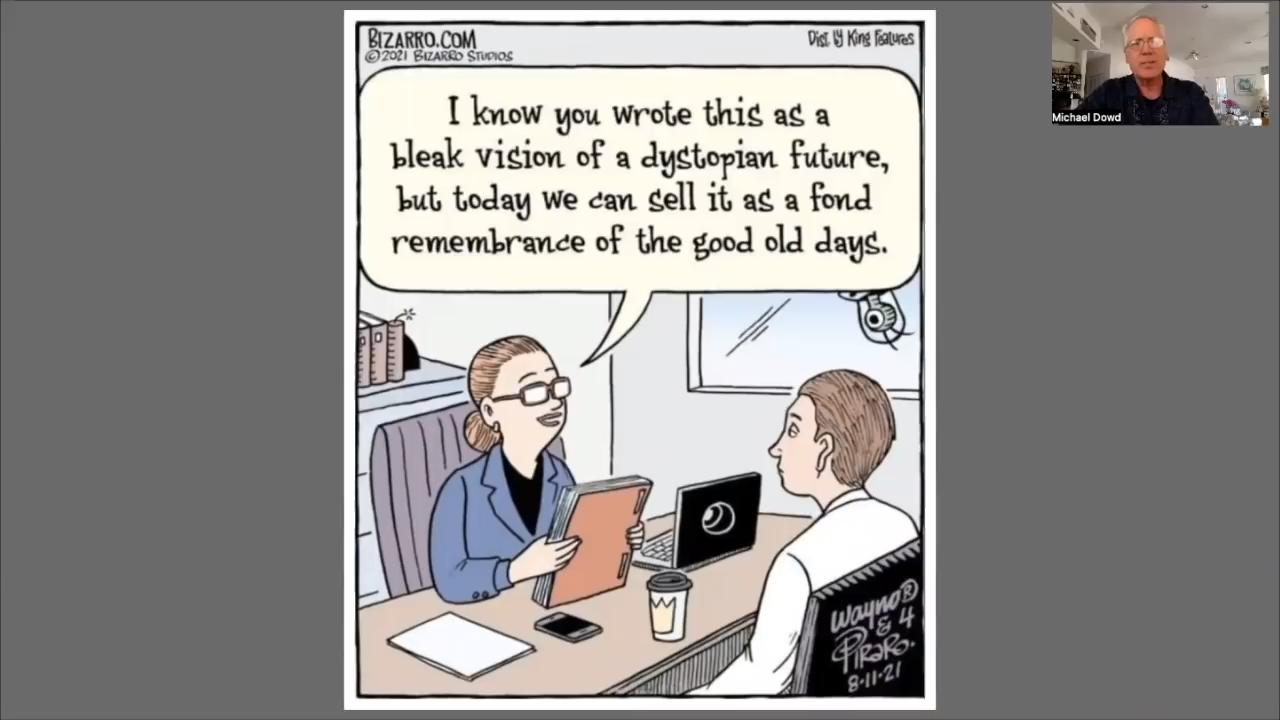 BIZARRO.COM
©2021 BIZARRO STUDIOS
Dist. by King Features
I know you wrote this as a
bleak vision of a dystopian future,
but today we can sell it as a fond
remembrance of the good old days.
Wayno®
& 4
Piraro.
8-11-21
Michael Dowd